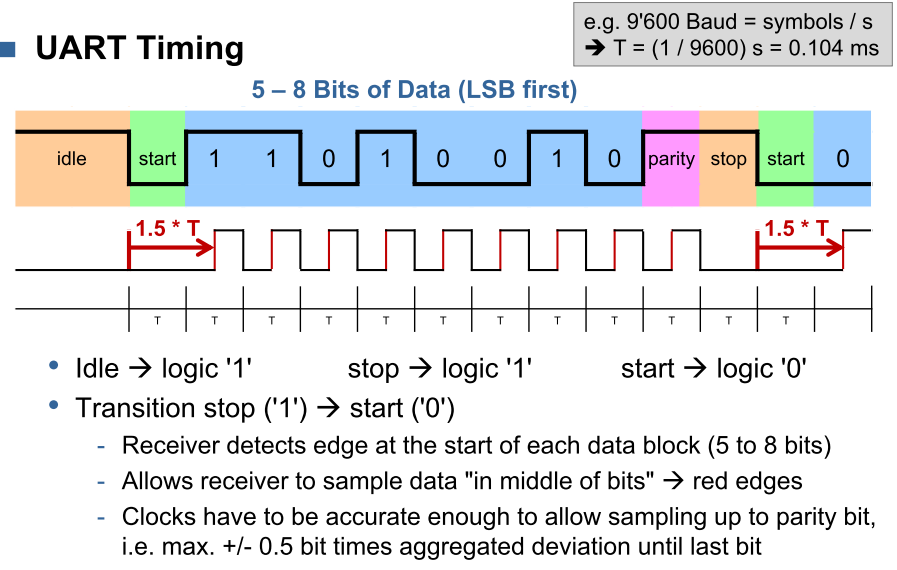 e.g. 9'600 Baud = symbols / s
➔ T = (1 / 9600) s = 0.104 ms
UART Timing
5 – 8 Bits of Data (LSB first)
idle start 1 1 0 1 0 0 1 0 parity stop start 0
1.5 * T 1.5 * T
T T T T T T T T T T T T
• Idle → logic '1' stop → logic '1' start → logic '0'
• Transition stop ('1') → start ('0')
- Receiver detects edge at the start of each data block (5 to 8 bits)
- Allows receiver to sample data "in middle of bits" → red edges
- Clocks have to be accurate enough to allow sampling up to parity bit,
i.e. max. +/- 0.5 bit times aggregated deviation until last bit